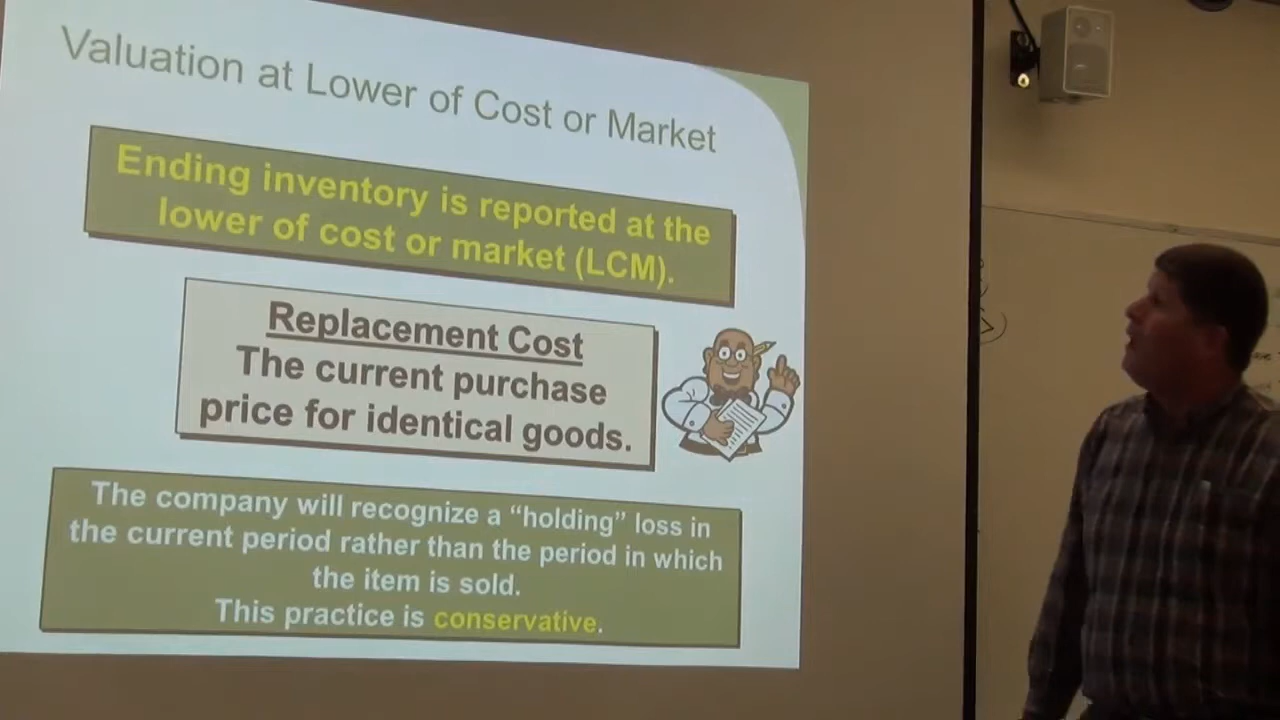 Valuation at Lower of Cost or Market
Ending inventory is reported at the
lower of cost or market (LCM).
Replacement Cost
The current purchase
price for identical goods.
The company will recognize a “holding” loss in
the current period rather than the period in which
the item is sold.
This practice is conservative.